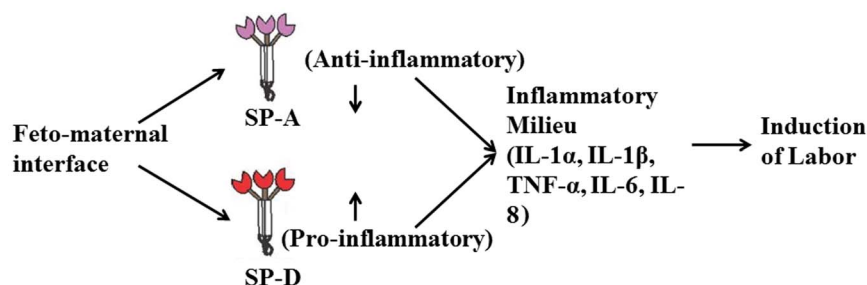 Feto-maternal
interface
(Anti-inflammatory)
SP-A
(Pro-inflammatory)
SP-D
Inflammatory
Milieu
(IL-1α, IL-1β,
TNF-α, IL-6, IL-
8)
Induction
of Labor